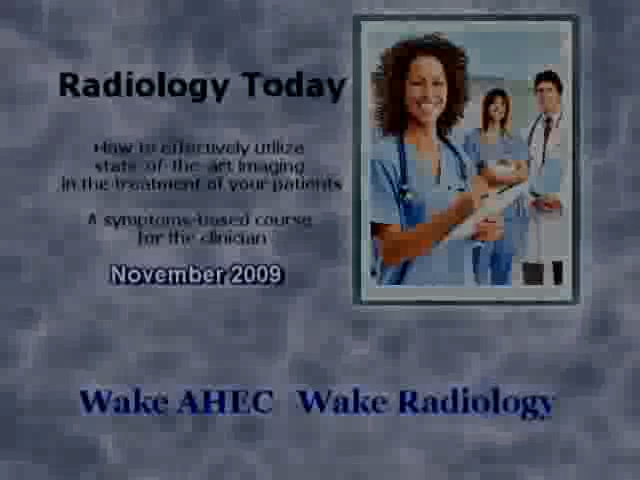 Radiology Today
How to effectively utilize
state-of-the-art imaging
in the treatment of your patients
A symptoms-based course
for the clinician
November 2009
Wake AHEC Wake Radiology